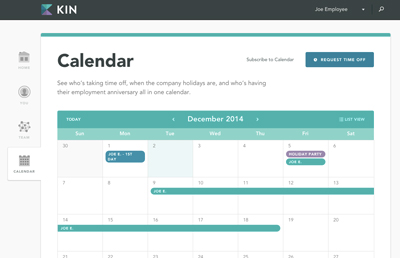 KIN
Joe Employee
HOME
YOU
TEAM
CALENDAR
Calendar
Subscribe to Calendar
REQUEST TIME OFF
See who's taking time off, when the company holidays are, and who's having
their employment anniversary all in one calendar.
TODAY
December 2014
LIST VIEW
Sun Mon Tue Wed Thu Fri Sat
30 1 2 3 4 5 6
JOE E. - 1ST DAY
HOLIDAY PARTY
JOE E.
7 8 9 10 11 12 13
JOE E.
14 15 16 17 18 19 20
JOE E.
21 22 23 24 25 26 27